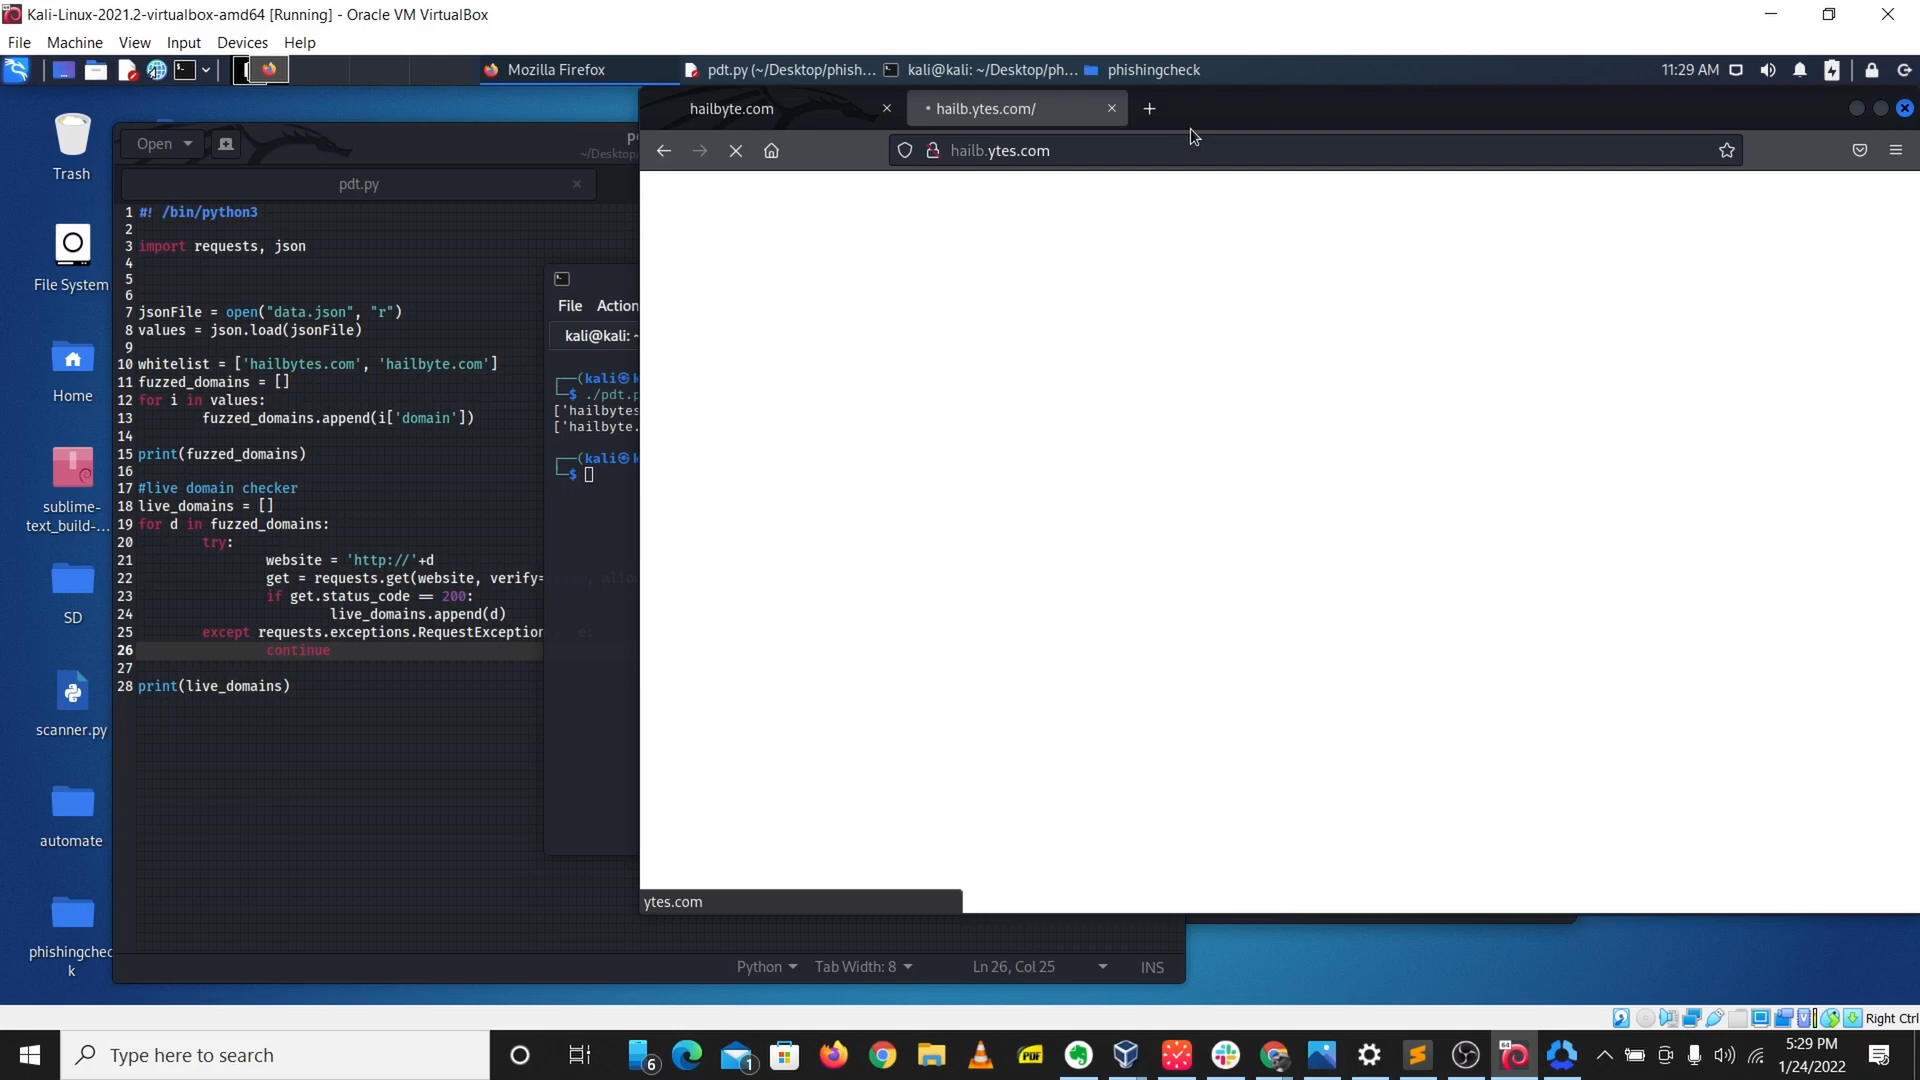 Kali-Linux-2021.2-virtualbox-amd64 [Running] - Oracle VM VirtualBox
File Machine View Input Devices Help
Mozilla Firefox
pdt.py (~/Desktop/phish...
kali@kali: ~/Desktop/ph...
phishingcheck
11:29 AM
Trash
File System
Home
sublime-
text_build-...
SD
scanner.py
automate
phishingchec
k
Open
~/Desktop
pdt.py
1 #! /bin/python3
2
3 import requests, json
4
5
6
7 jsonFile = open("data.json", "r")
8 values = json.load(jsonFile)
9
10 whitelist = ['hailbytes.com', 'hailbyte.com']
11 fuzzed_domains = []
12 for i in values:
13 fuzzed_domains.append(i['domain'])
14
15 print(fuzzed_domains)
16
17 #live domain checker
18 live_domains = []
19 for d in fuzzed_domains:
20 try:
21 website = 'http://'+d
22 get = requests.get(website, verify=
23 if get.status_code == 200:
24 live_domains.append(d)
25 except requests.exceptions.RequestException
26 continue
27
28 print(live_domains)
Python Tab Width: 8 Ln 26, Col 25 INS
File Action
kali@kali: ~
(kali
$ ./pdt.p
['hailbytes
['hailbyte.
(kali
$
hailbyte.com
hailb.ytes.com/
hailb.ytes.com
ytes.com
Right Ctrl
Type here to search
6
1
PDF
64
5:29 PM
1/24/2022